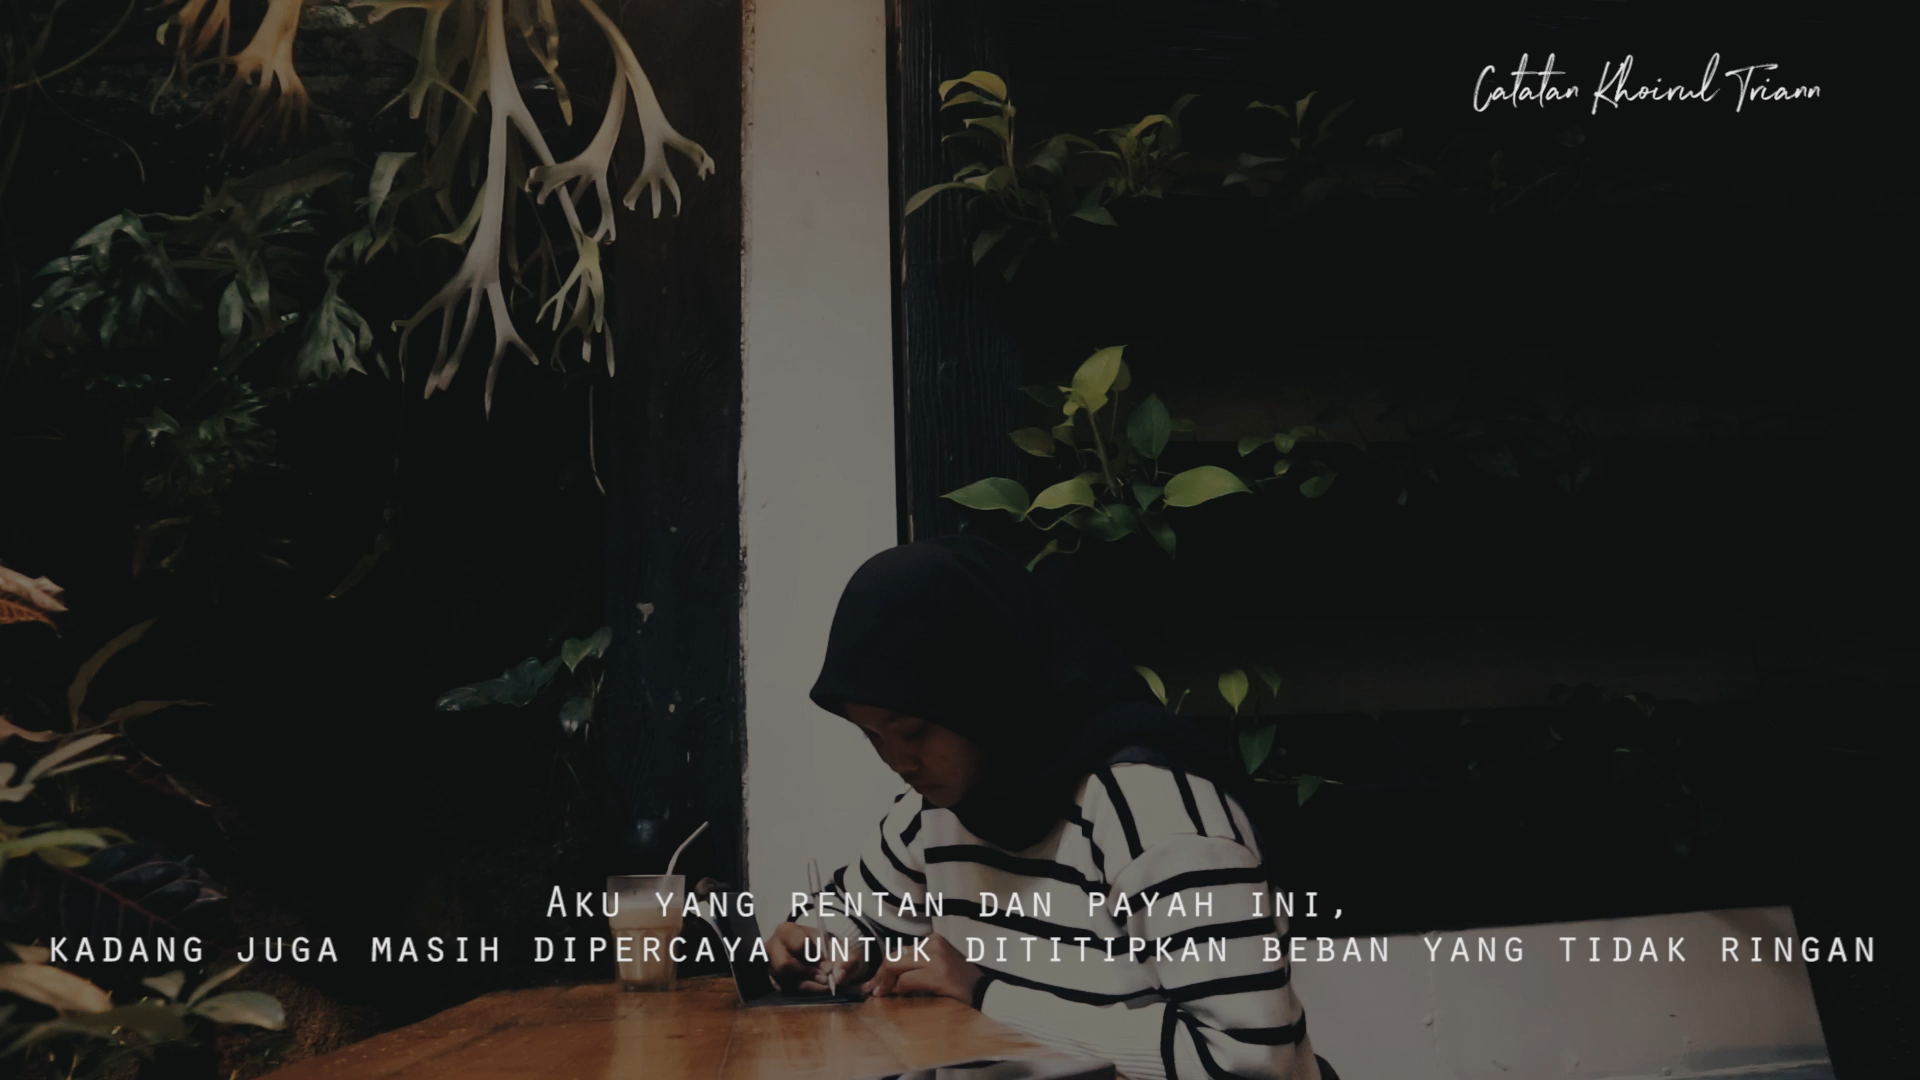 Catatan Khoirul Triann
Aku yang rentan dan payah ini,
kadang juga masih dipercaya untuk dititipkan beban yang tidak ringan